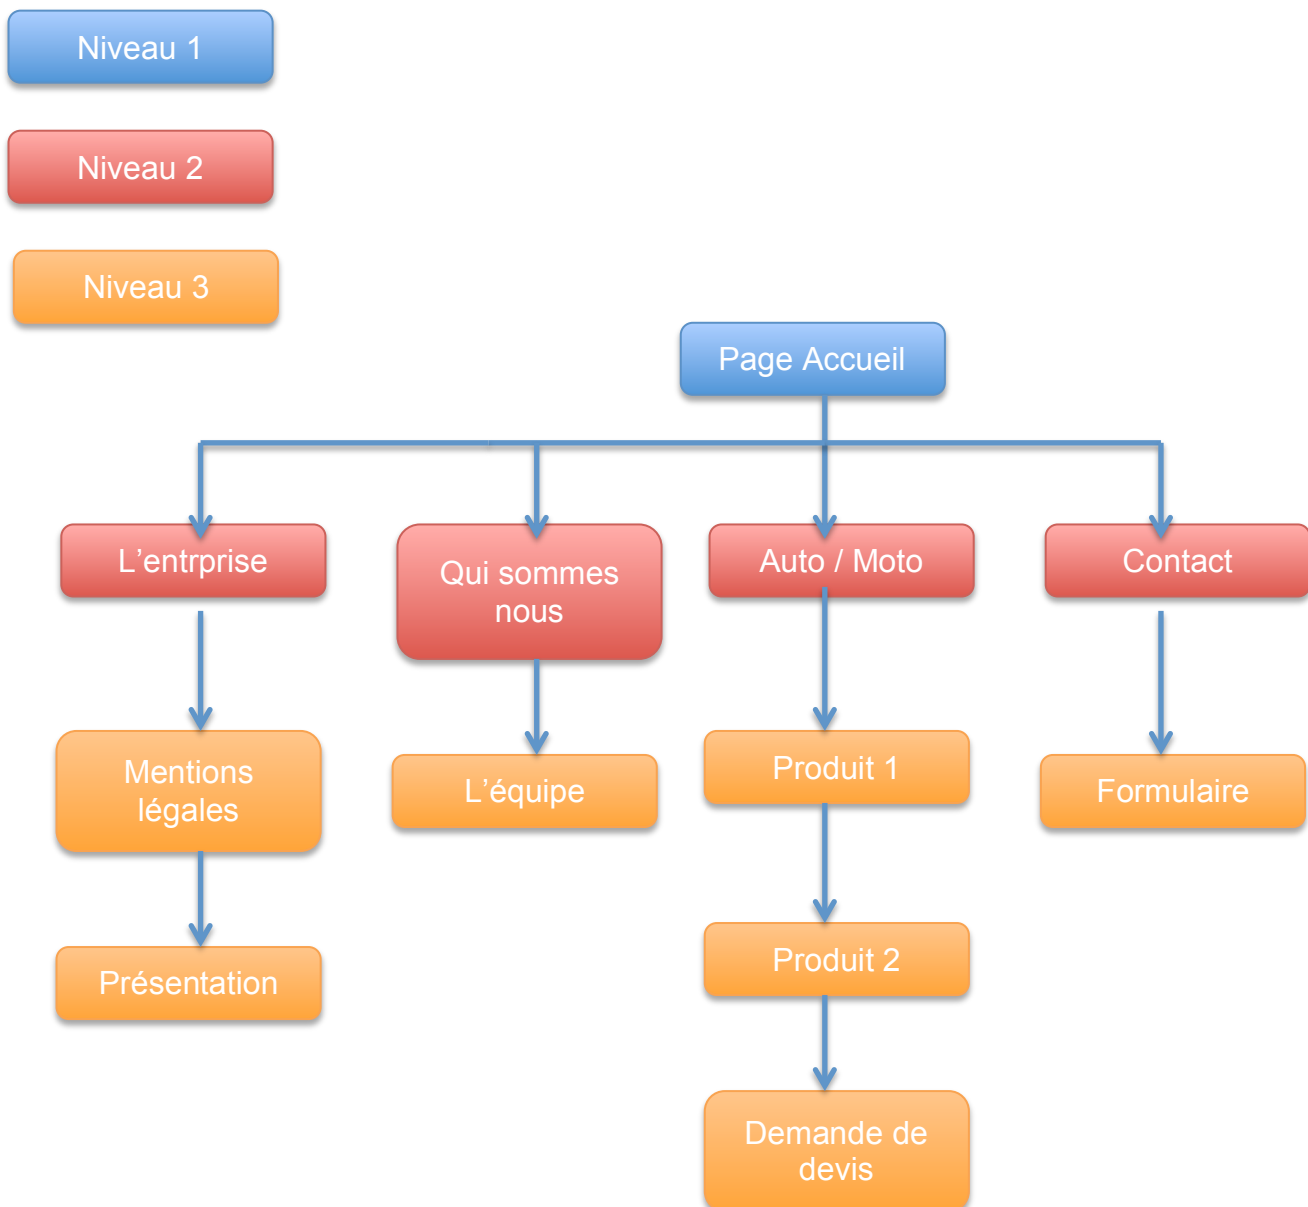 Niveau 1
Niveau 2
Niveau 3
Page Accueil
L’entrprise
Qui sommes
nous
Auto / Moto
Contact
Mentions
légales
L’équipe
Produit 1
Formulaire
Présentation
Produit 2
Demande de
devis